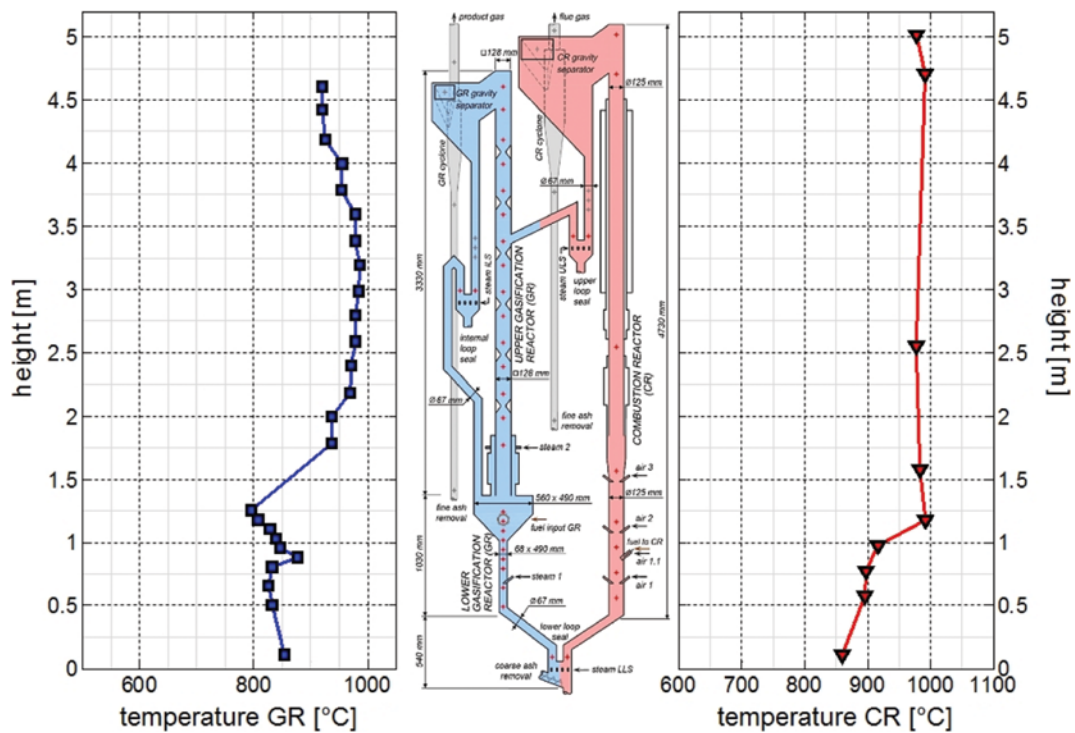 5
4.5
4
3.5
3
2.5
2
1.5
1
0.5
0
height [m]
600
800
1000
temperature GR [°C]
product gas
flue gas
□128 mm
CR gravity
separator
GR gravity
separator
Ø125 mm
GR cyclone
CR cyclone
Ø67 mm
3330 mm
steam ILS
steam ULS
upper
loop
seal
internal
loop
seal
UPPER GASIFICATION
REACTOR (GR)
4730 mm
COMBUSTION REACTOR
(CR)
□128 mm
Ø67 mm
fine ash
removal
steam 2
air 3
560 x 490 mm
Ø125 mm
fine ash
removal
fuel input GR
air 2
fuel to CR
68 x 490 mm
air 1.1
1030 mm
LOWER
GASIFICATION
REACTOR (GR)
steam 1
air 1
Ø67 mm
lower loop
seal
540 mm
coarse ash
removal
steam LLS
5
4.5
4
3.5
3
2.5
2
1.5
1
0.5
0
height [m]
600
700
800
900
1000
1100
temperature CR [°C]